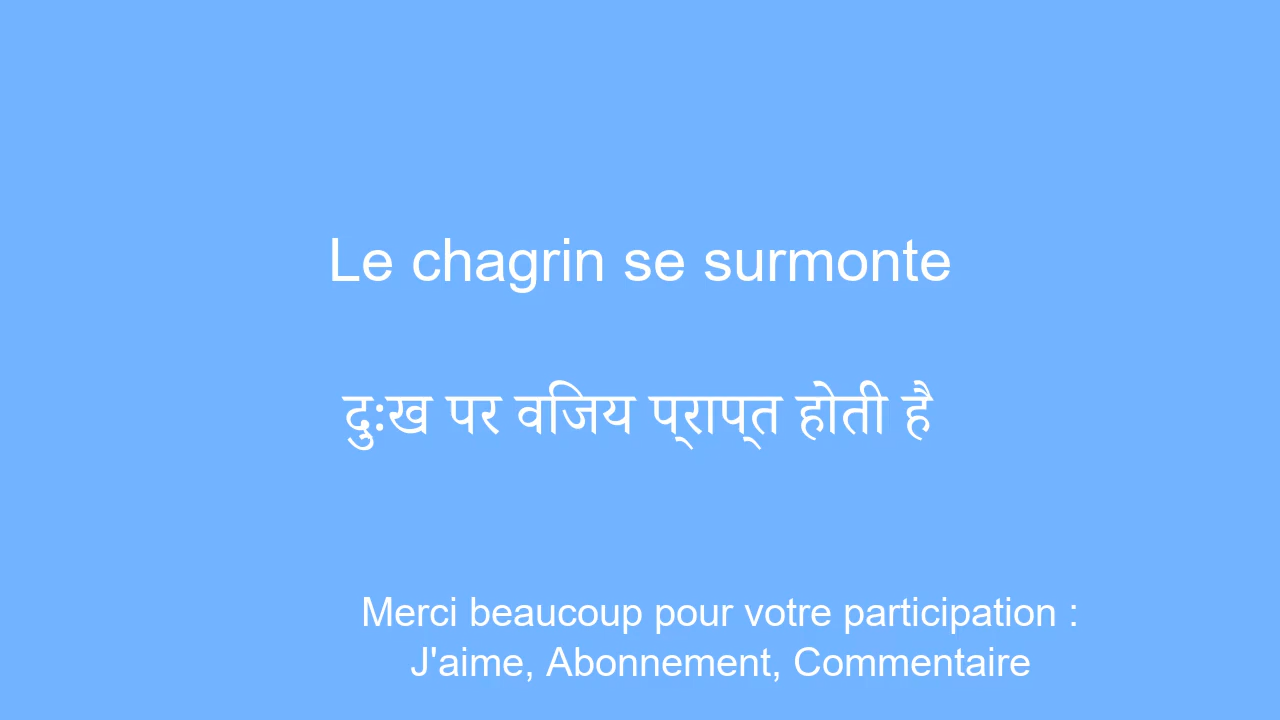 Le chagrin se surmonte
दुःख पर विजय प्राप्त होती है
Merci beaucoup pour votre participation :
J'aime, Abonnement, Commentaire